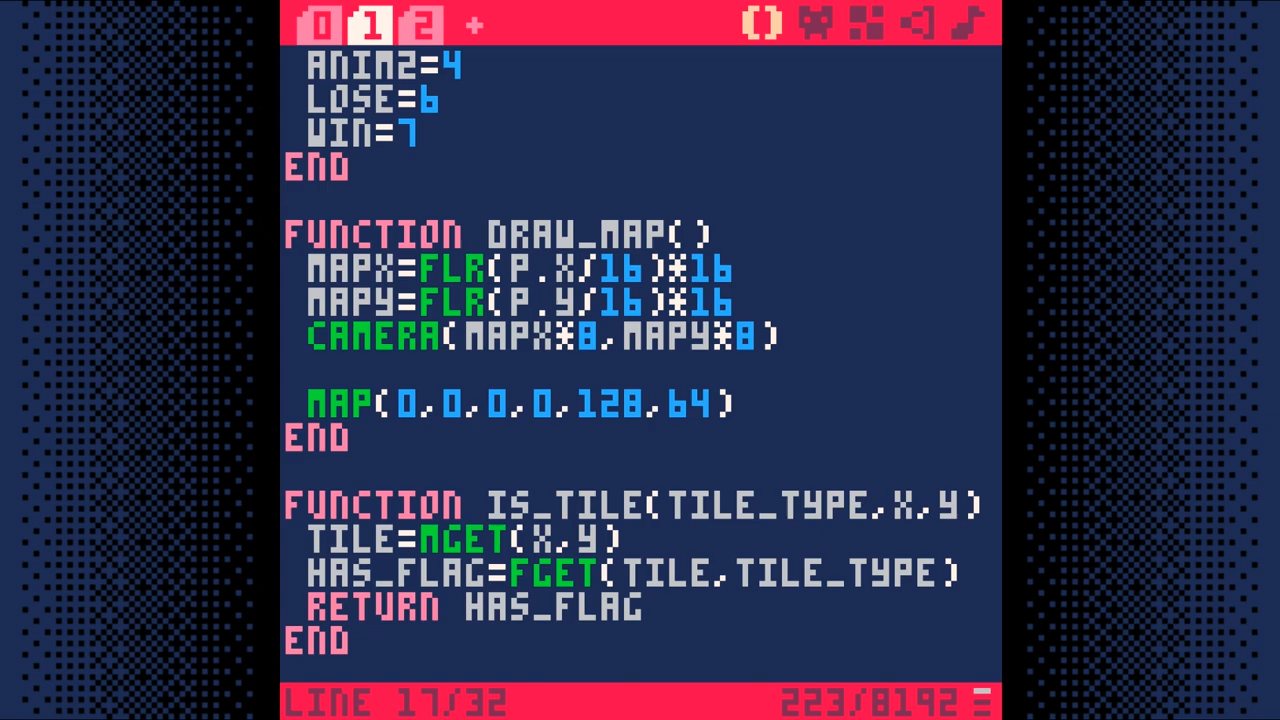 0 1 2 +
ANIM2=4
LOSE=6
WIN=7
END
FUNCTION DRAW_MAP()
MAPX=FLR(P.X/16)*16
MAPY=FLR(P.Y/16)*16
CAMERA(MAPX*8,MAPY*8)
MAP(0,0,0,0,128,64)
END
FUNCTION IS_TILE(TILE_TYPE,X,Y)
TILE=MGET(X,Y)
HAS_FLAG=FGET(TILE,TILE_TYPE)
RETURN HAS_FLAG
END
LINE 17/32 223/8192